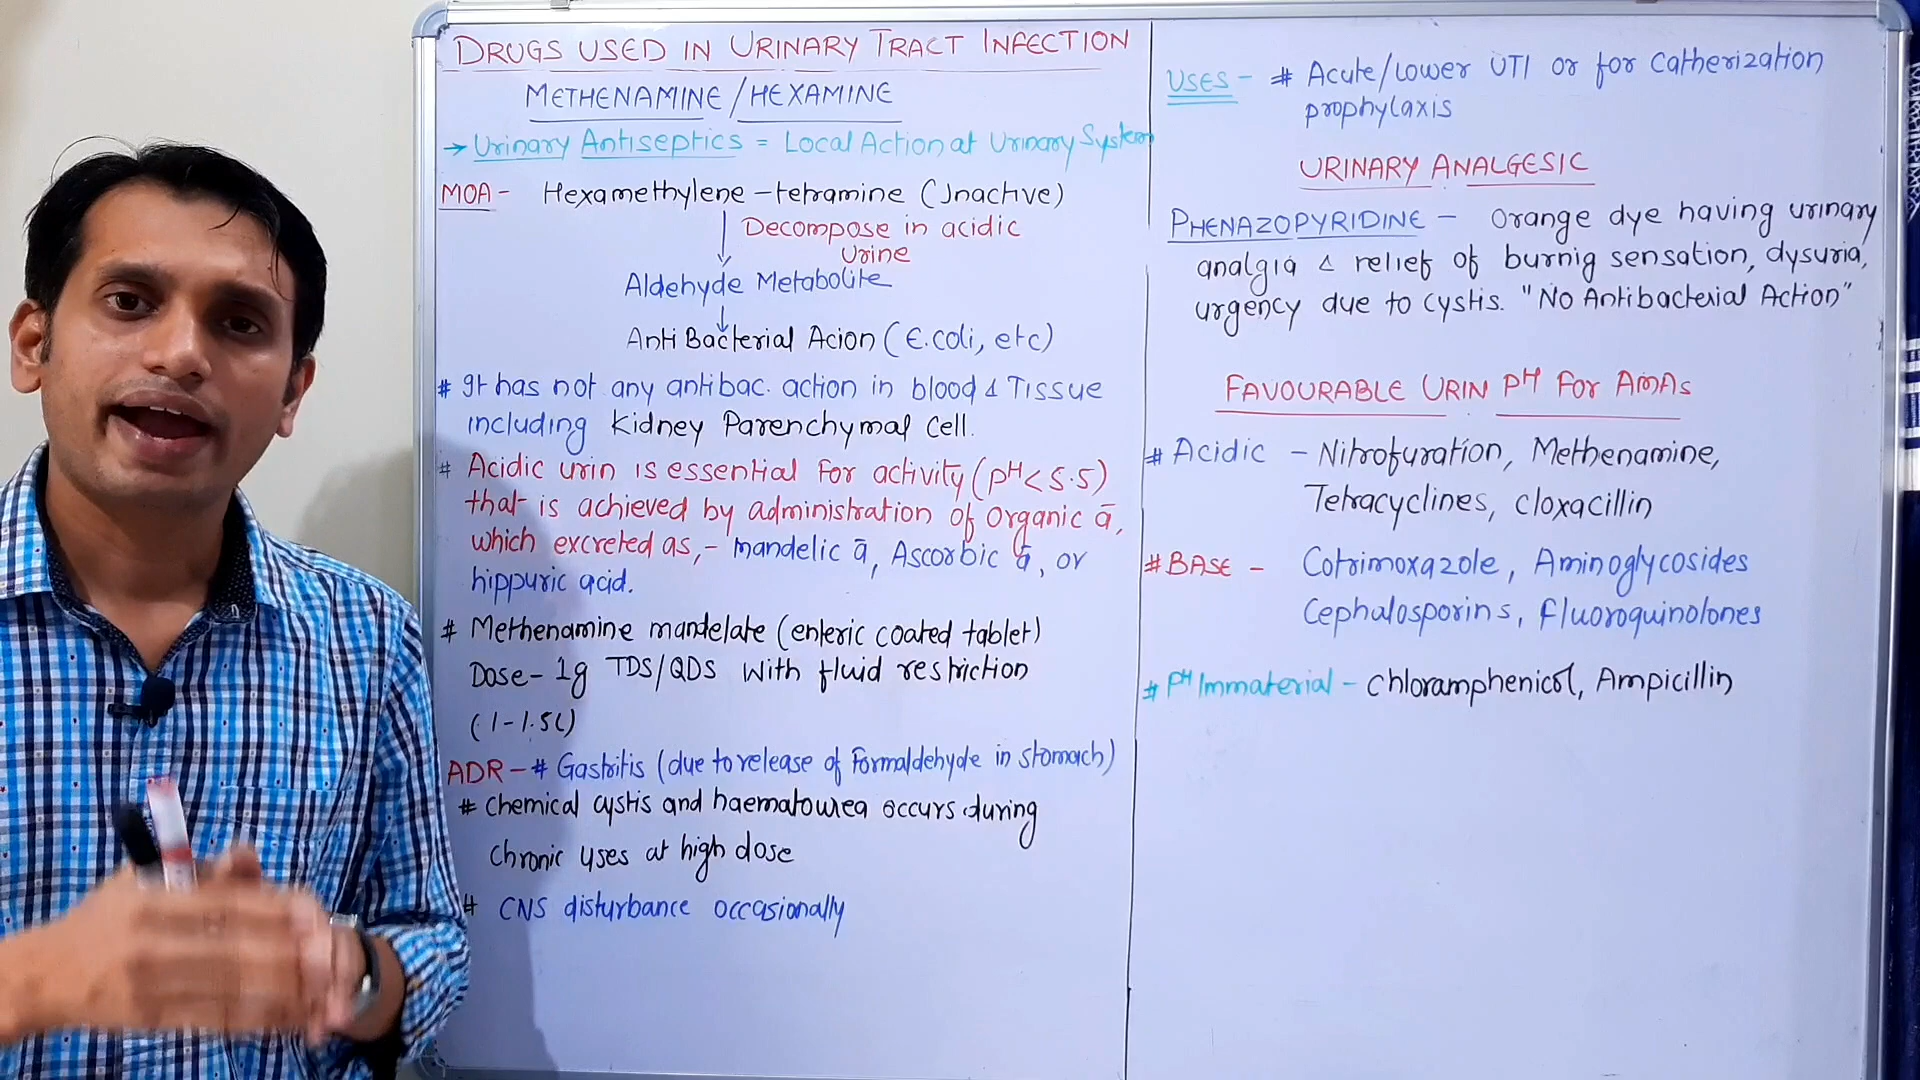 DRUGS USED IN URINARY TRACT INFECTION
METHENAMINE/HEXAMINE
→ Urinary Antiseptics = Local Action at Urinary System
MOA - Hexamethylene-tetramine (Inactive)
Decompose in acidic
Urine
Aldehyde Metabolite
Anti Bacterial Acion (E.coli, etc)
# It has not any antibac. action in blood & Tissue
including Kidney Parenchymal cell.
# Acidic urin is essential for activity (PH<5.5)
that is achieved by administration of organic ā,
which excreted as,- mandelic ā, Ascorbic ā, or
hippuric acid.
# Methenamine mandelate (enteric coated tablet)
Dose- 1g TDS/QDS with fluid restriction
(1-1.5L)
ADR - # Gastritis (due to release of formaldehyde in stomach)
# Chemical cystis and haematourea occurs during
chronic uses at high dose
# CNS disturbance occasionally
USES - # Acute/Lower UTI or for catherization
prophylaxis
URINARY ANALGESIC
PHENAZOPYRIDINE - Orange dye having urinary
analgia & relief of burnig sensation, dysuria,
urgency due to cystis. "No Antibacterial Action"
FAVOURABLE URIN PH FOR AMAs
# Acidic - Nitrofuration, Methenamine,
Tetracyclines, cloxacillin
# BASE - Cotrimoxazole, Aminoglycosides
Cephalosporins, Fluoroquinolones
# PH Immaterial - chloramphenicol, Ampicillin